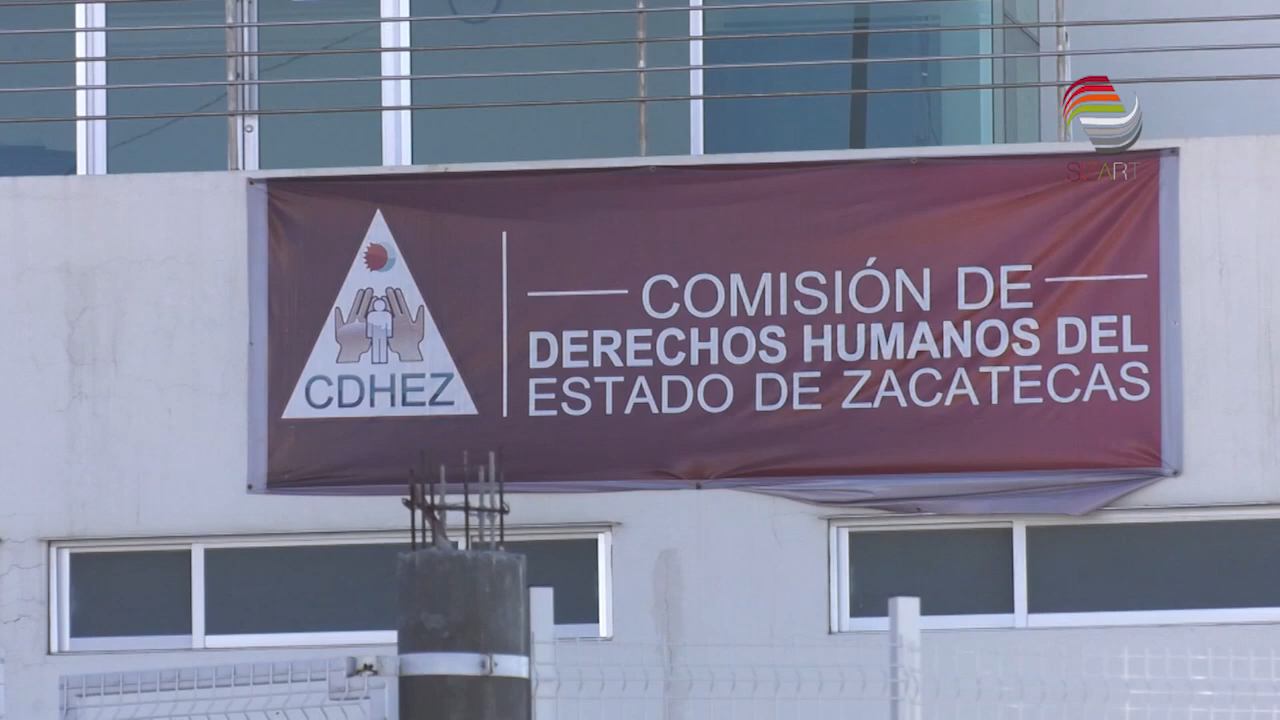 SIZART
CDHEZ
COMISIÓN DE
DERECHOS HUMANOS DEL
ESTADO DE ZACATECAS